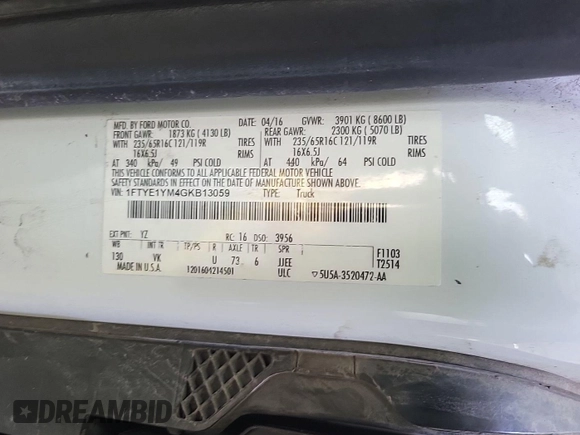 MFD. BY FORD MOTOR CO. 04/16 GVWR: 3901 KG ( 8600 LB)
FRONT GAWR: 1873 KG ( 4130 LB) REAR GAWR: 2300 KG ( 5070 LB)
WITH 235/65R16C 121/119R TIRES WITH 235/65R16C 121/119R TIRES
16X6.5J RIMS 16X6.5J RIMS
AT 340 kPa/ 49 PSI COLD AT 440 kPa/ 64 PSI COLD
THIS VEHICLE CONFORMS TO ALL APPLICABLE FEDERAL MOTOR VEHICLE
SAFETY STANDARDS IN EFFECT ON THE DATE OF MANUFACTURE SHOWN ABOVE.
VIN: 1FTYE1YM4GKB13059 TYPE: Truck
EXT PNT: YZ RC: 16 DSO: 3956
WB INT TR TP/PS R AXLE TR SPR F1103
130 VK U 73 6 JJEE T2514
MADE IN U.S.A. 1201604214501 ULC ▽5U5A-3520472-AA
DREAMBID